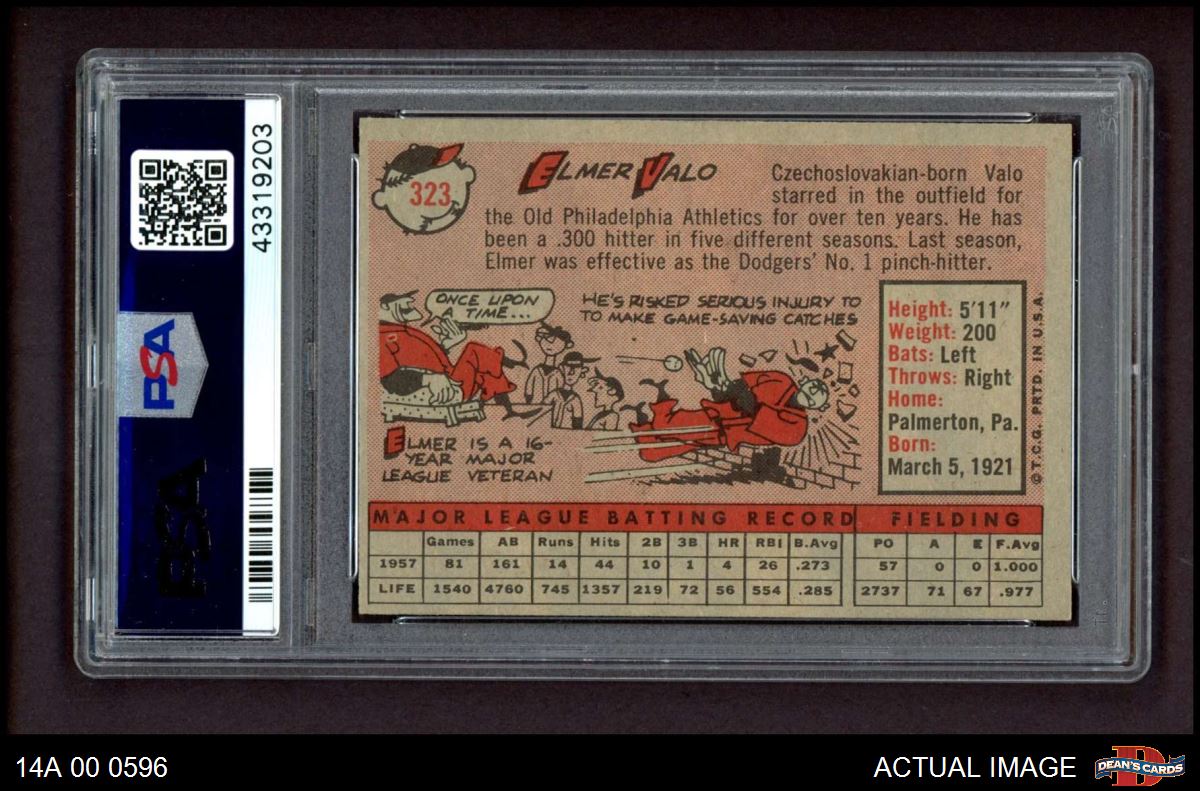 43319203
PSA
PSA
323
ELMER VALO
Czechoslovakian-born Valo
starred in the outfield for
the Old Philadelphia Athletics for over ten years. He has
been a .300 hitter in five different seasons. Last season,
Elmer was effective as the Dodgers' No. 1 pinch-hitter.
ONCE UPON
A TIME...
HE'S RISKED SERIOUS INJURY TO
TO MAKE GAME-SAVING CATCHES
ELMER IS A 16-
YEAR MAJOR
LEAGUE VETERAN
Height: 5'11"
Weight: 200
Bats: Left
Throws: Right
Home:
Palmerton, Pa.
Born:
March 5, 1921
© T.C.G. PRTD. IN U.S.A.
MAJOR LEAGUE BATTING RECORD FIELDING
Games AB Runs Hits 2B 3B HR RBI B.Avg PO A E F.Avg
1957 81 161 14 44 10 1 4 26 .273 57 0 0 1.000
LIFE 1540 4760 745 1357 219 72 56 554 .285 2737 71 67 .977
14A 00 0596
ACTUAL IMAGE
DEAN'S CARDS